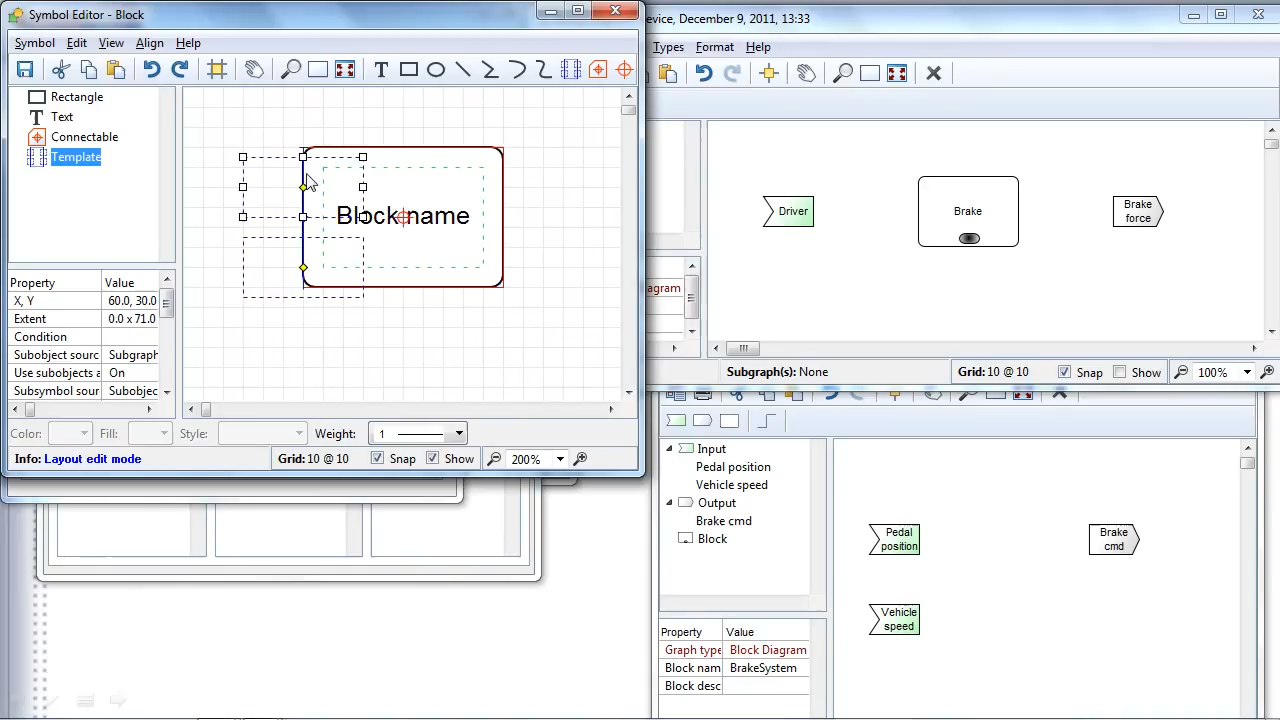 Symbol Editor - Block
Symbol Edit View Align Help
Rectangle
Text
Connectable
Template
Block name
Property Value
X, Y 60.0, 30.0
Extent 0.0 x 71.0
Condition
Subobject sourc Subgraph
Use subobjects a On
Subsymbol sour Subobjec
Color: Fill: Style: Weight: 1
Info: Layout edit mode Grid: 10 @ 10 Snap Show 200%
evice, December 9, 2011, 13:33
Types Format Help
Driver
Brake
Brake
force
agram
Subgraph(s): None Grid: 10 @ 10 Snap Show 100%
Input
Pedal position
Vehicle speed
Output
Brake cmd
Block
Pedal
position
Brake
cmd
Vehicle
speed
Property Value
Graph type Block Diagram
Block nam BrakeSystem
Block desc